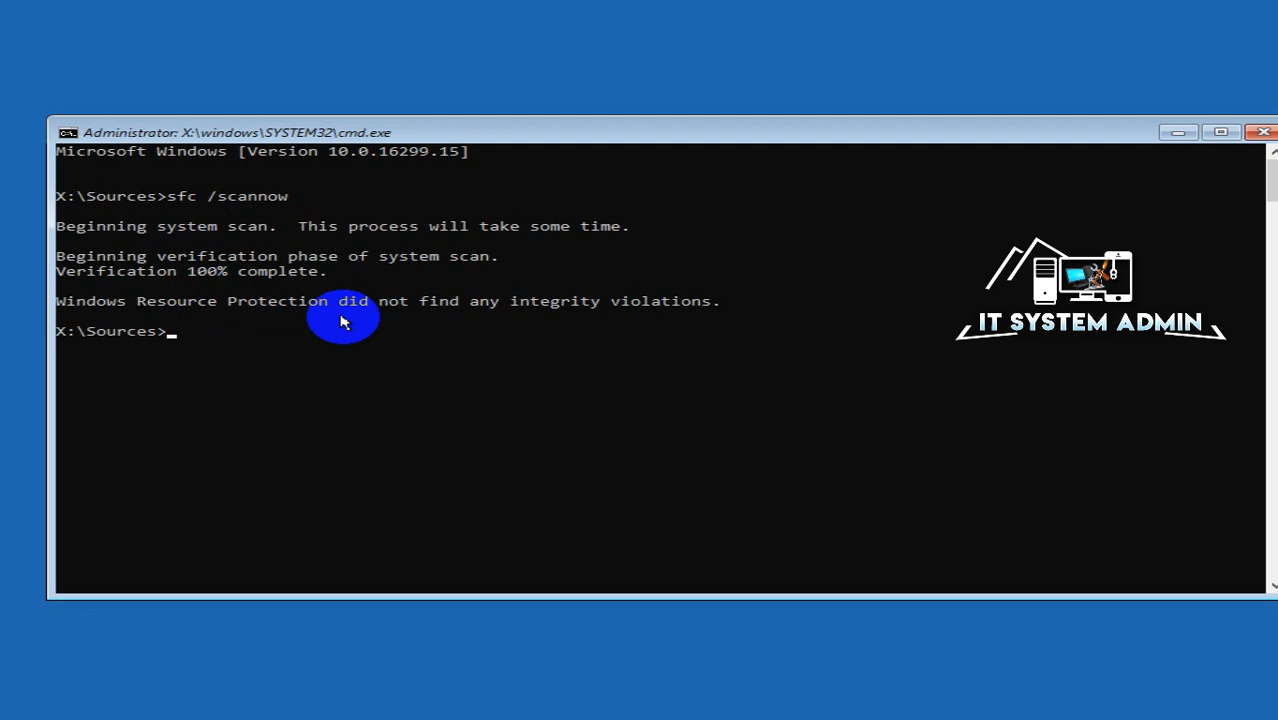 Administrator: X:\windows\SYSTEM32\cmd.exe
Microsoft Windows [Version 10.0.16299.15]
X:\Sources>sfc /scannow
Beginning system scan.  This process will take some time.
Beginning verification phase of system scan.
Verification 100% complete.
Windows Resource Protection did not find any integrity violations.
X:\Sources>_
IT SYSTEM ADMIN